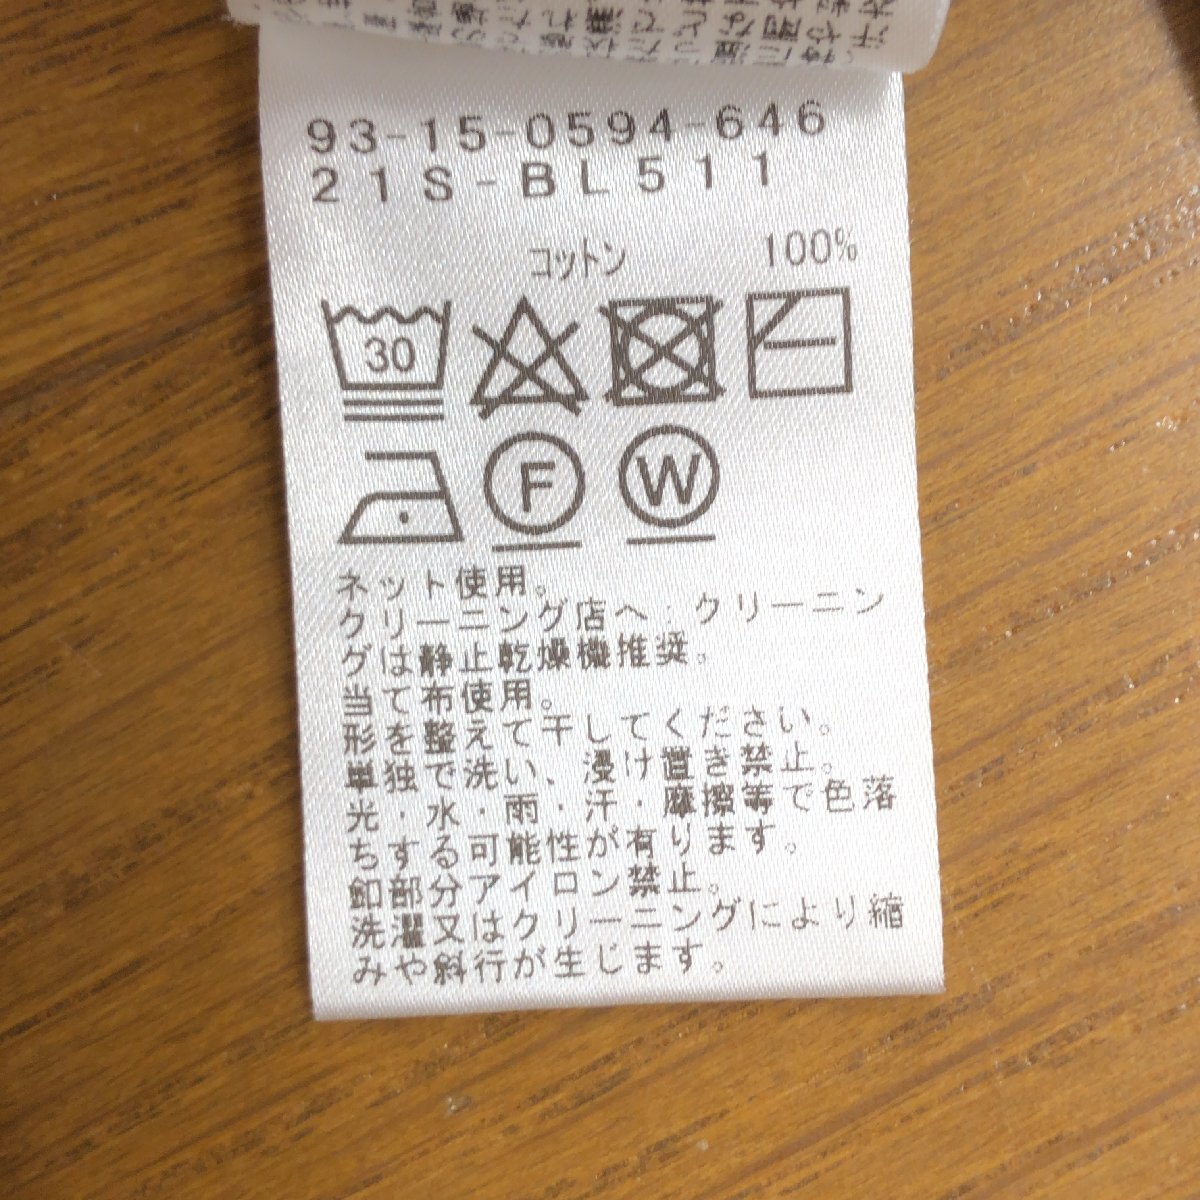 93-15-0594-646
21S-BL511
コットン 100%
30
F W
ネット使用。
クリーニング店へ:クリーニン
グは静止乾燥機推奨。
当て布使用。
形を整えて干してください。
単独で洗い、浸け置き禁止。
光・水・雨・汗・摩擦等で色落
ちする可能性が有ります。
釦部分アイロン禁止。
洗濯又はクリーニングにより縮
みや斜行が生じます。